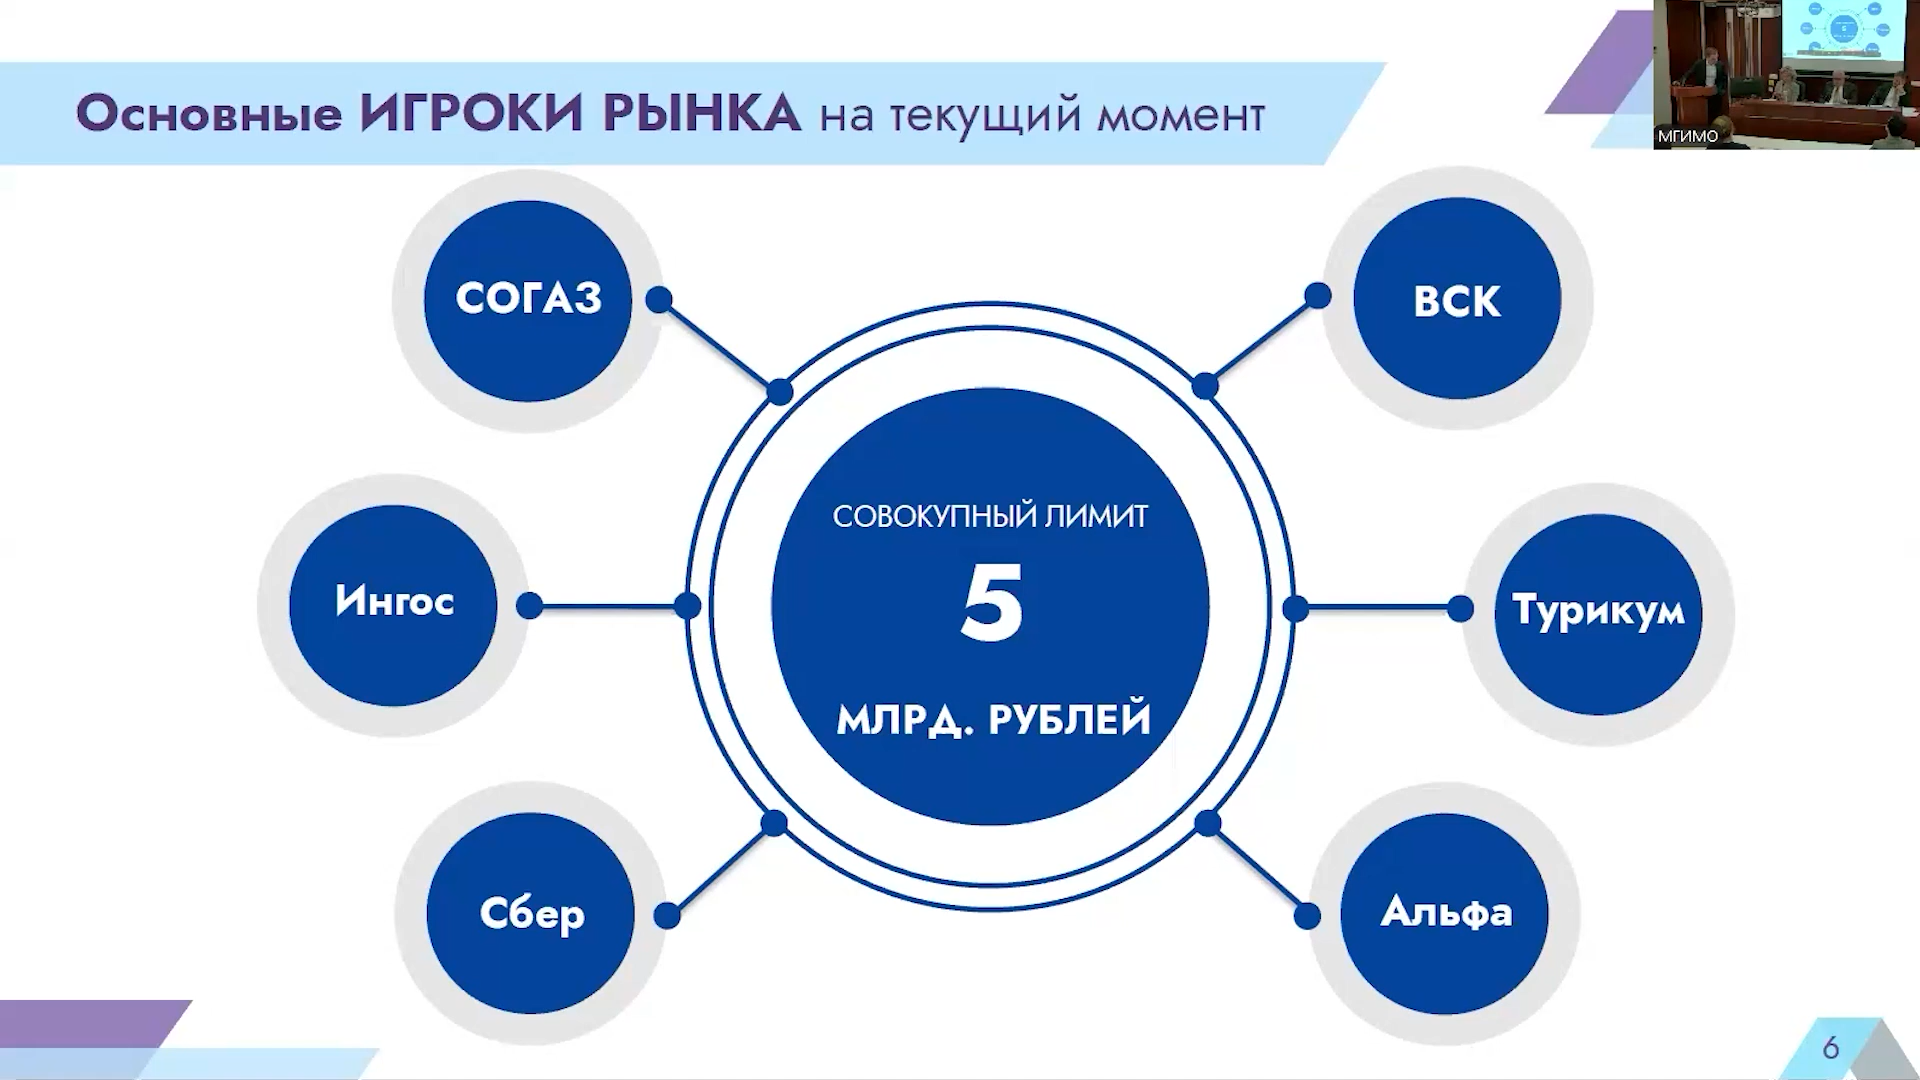 Основные ИГРОКИ РЫНКА на текущий момент
МГИМО
СОГАЗ
ВСК
СОВОКУПНЫЙ ЛИМИТ
5
МЛРД. РУБЛЕЙ
Ингос
Турикум
Сбер
Альфа
6